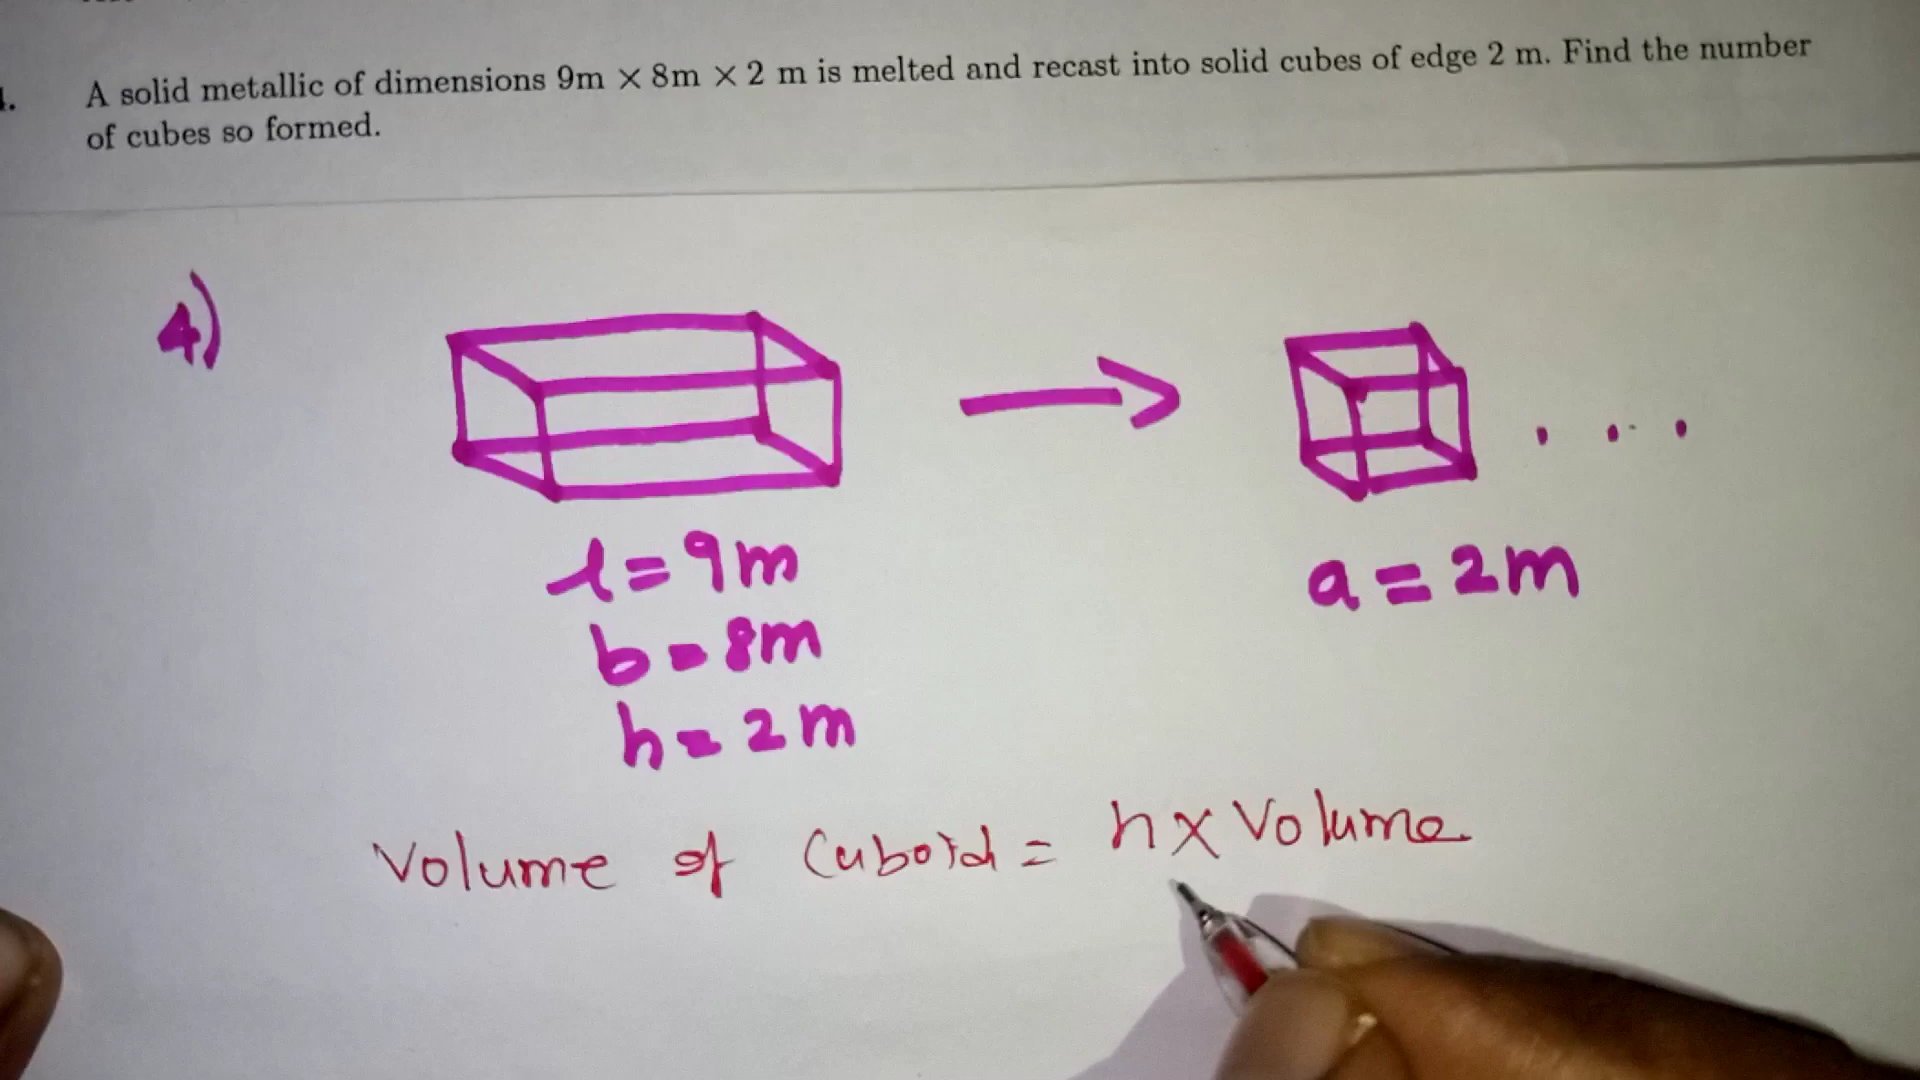 A solid metallic of dimensions 9m × 8m × 2 m is melted and recast into solid cubes of edge 2 m. Find the number
of cubes so formed.
4)
l = 9m
a = 2m
b = 8m
h = 2m
Volume of Cuboid = n × Volume